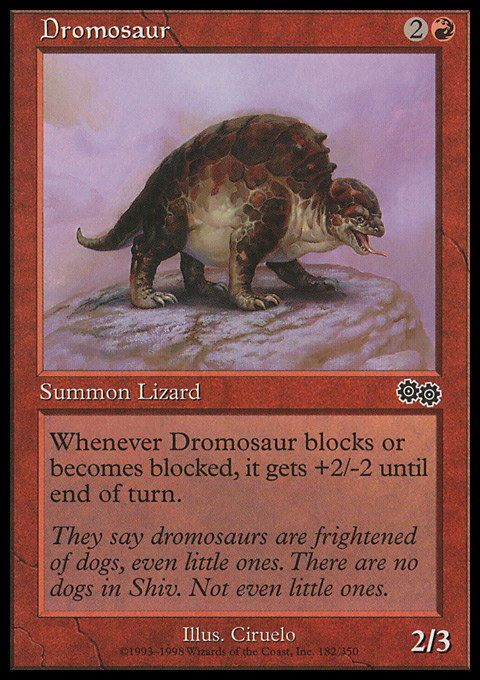 Dromosaur 2
Summon Lizard
Whenever Dromosaur blocks or
becomes blocked, it gets +2/-2 until
end of turn.
They say dromosaurs are frightened
of dogs, even little ones. There are no
dogs in Shiv. Not even little ones.
Illus. Ciruelo
©1993–1998 Wizards of the Coast, Inc. 182/350
2/3